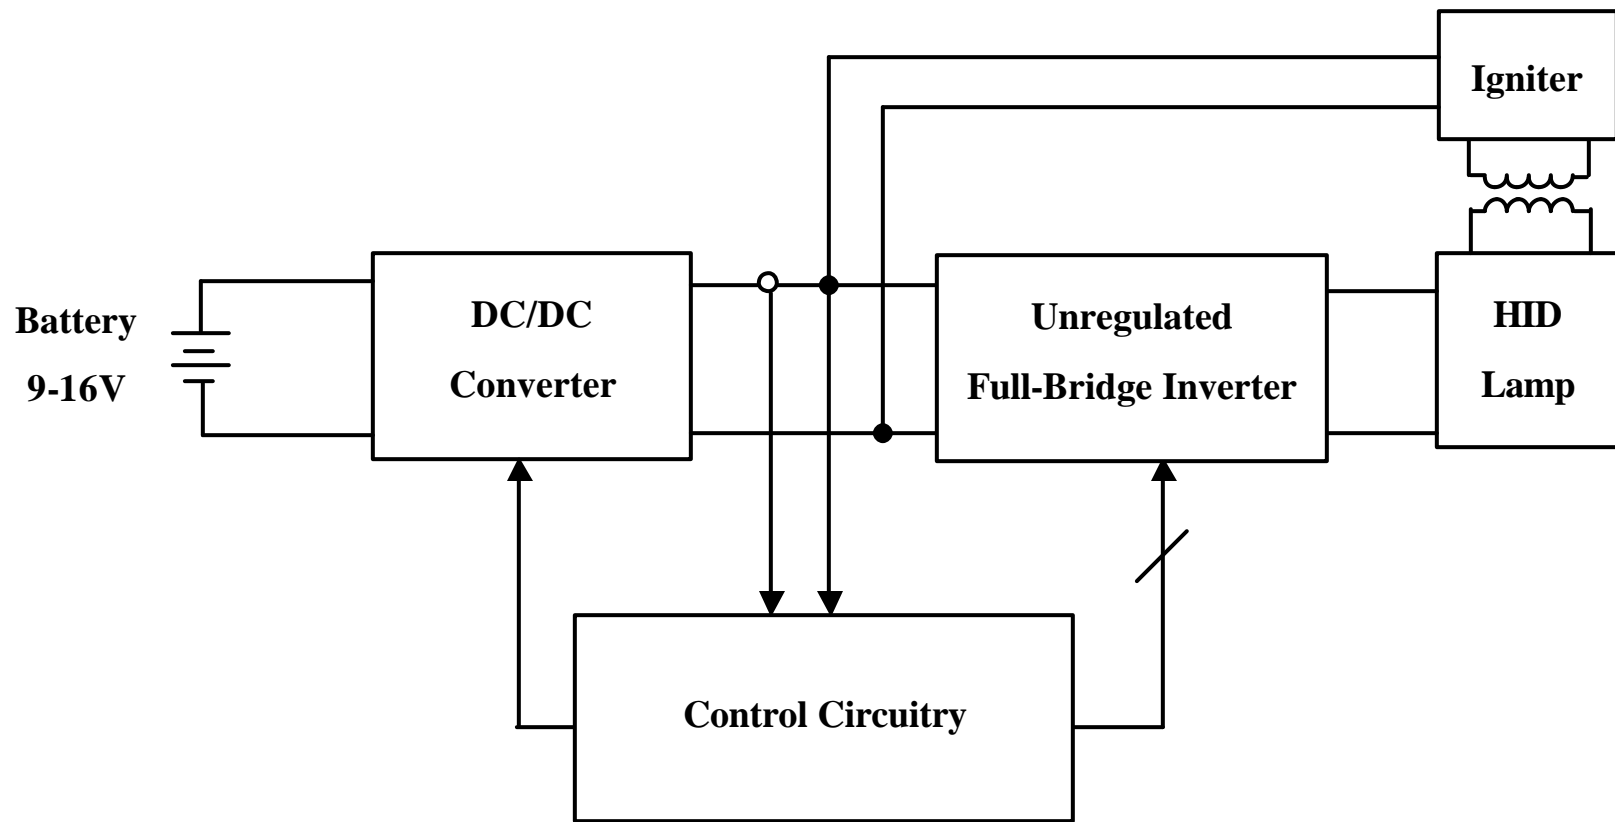 Igniter
Battery
9-16V
DC/DC
Converter
Unregulated
Full-Bridge Inverter
HID
Lamp
Control Circuitry